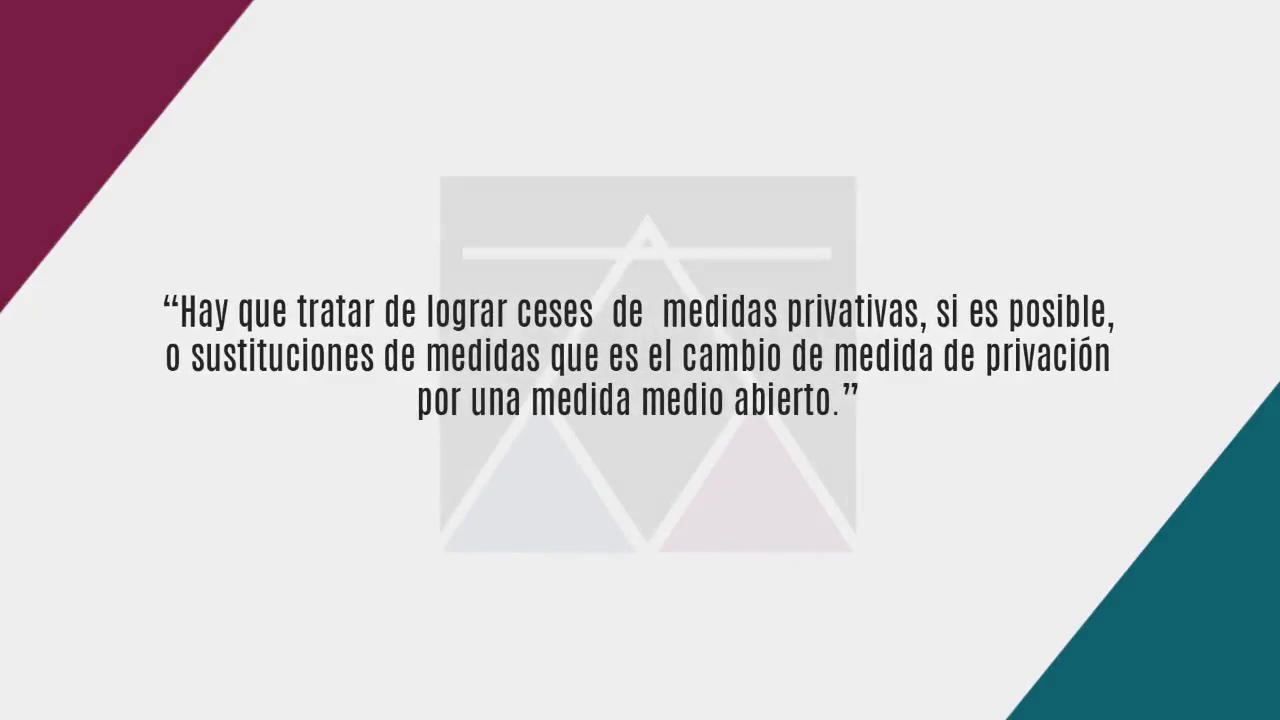 “Hay que tratar de lograr ceses  de  medidas privativas, si es posible,
o sustituciones de medidas que es el cambio de medida de privación
por una medida medio abierto.”